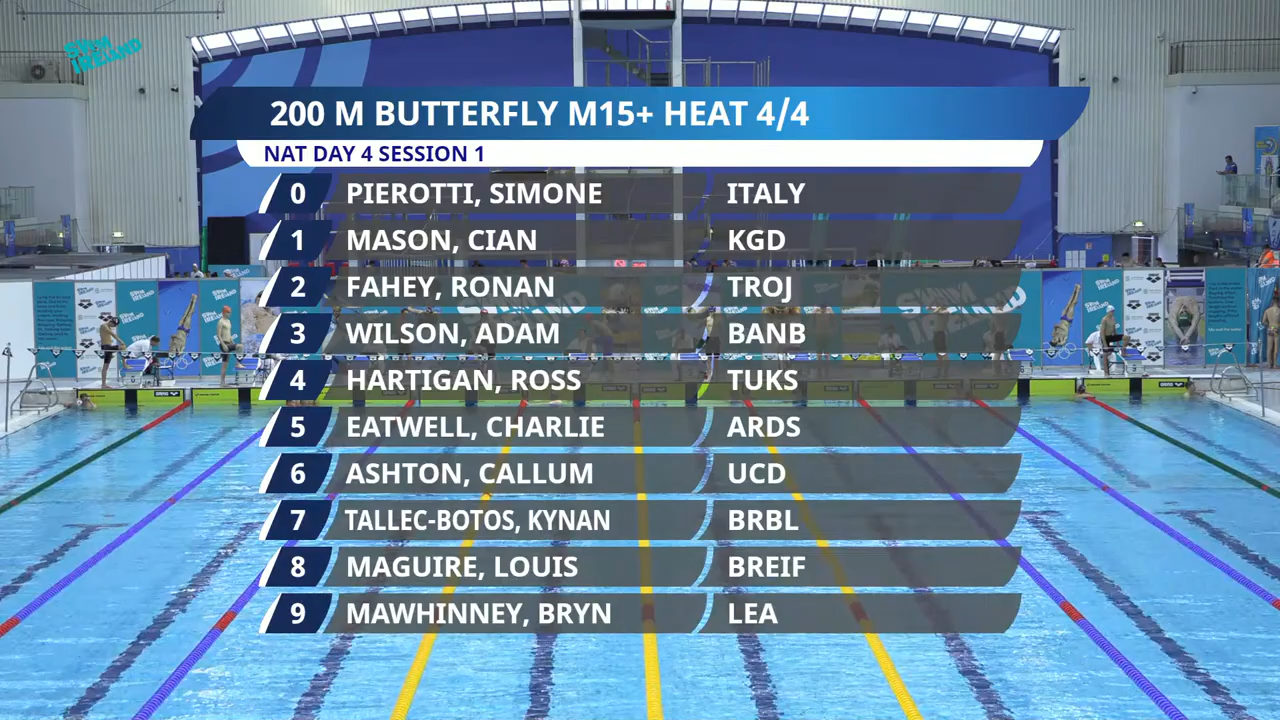 SWIM IRELAND
200 M BUTTERFLY M15+ HEAT 4/4
NAT DAY 4 SESSION 1
0 PIEROTTI, SIMONE ITALY
1 MASON, CIAN KGD
2 FAHEY, RONAN TROJ
3 WILSON, ADAM BANB
4 HARTIGAN, ROSS TUKS
5 EATWELL, CHARLIE ARDS
6 ASHTON, CALLUM UCD
7 TALLEC-BOTOS, KYNAN BRBL
8 MAGUIRE, LOUIS BREIF
9 MAWHINNEY, BRYN LEA